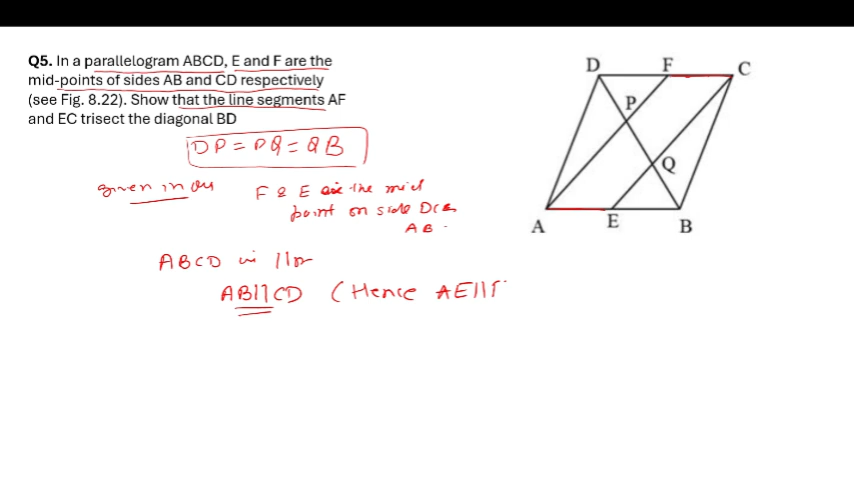 Q5. In a parallelogram ABCD, E and F are the
mid-points of sides AB and CD respectively
(see Fig. 8.22). Show that the line segments AF
and EC trisect the diagonal BD
DP = PQ = QB
given in
F & E are the mid
point on side DC &
AB.
ABCD is ||gm
AB||CD (Hence AE||
D F C
P
Q
A E B